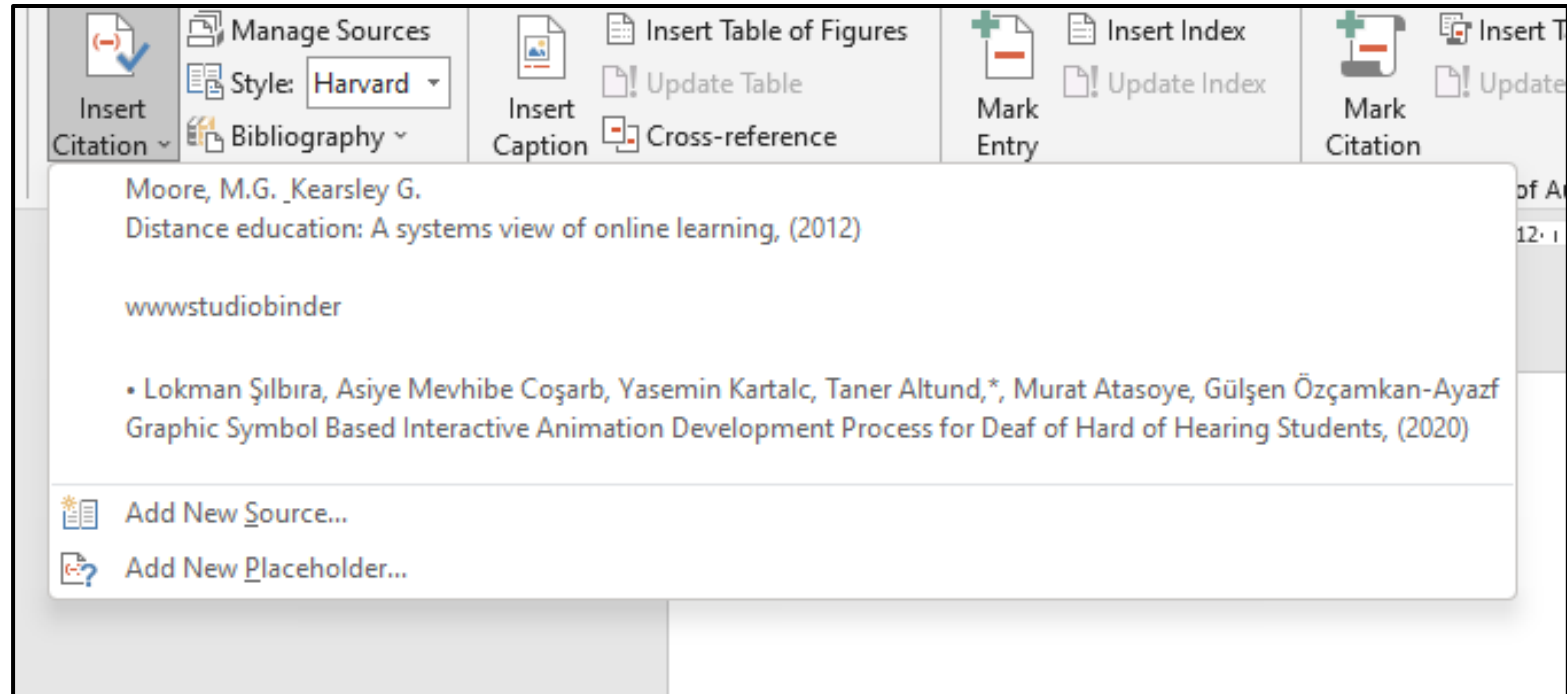 Insert
Citation
Manage Sources
Style: Harvard
Bibliography
Insert
Caption
Insert Table of Figures
Update Table
Cross-reference
Mark
Entry
Insert Index
Update Index
Mark
Citation
Insert
Update
Moore, M.G. _Kearsley G.
Distance education: A systems view of online learning, (2012)
wwwstudiobinder
• Lokman Şılbıra, Asiye Mevhibe Coşarb, Yasemin Kartalc, Taner Altund,*, Murat Atasoye, Gülşen Özçamkan-Ayazf
Graphic Symbol Based Interactive Animation Development Process for Deaf of Hard of Hearing Students, (2020)
Add New Source...
Add New Placeholder...
of
12